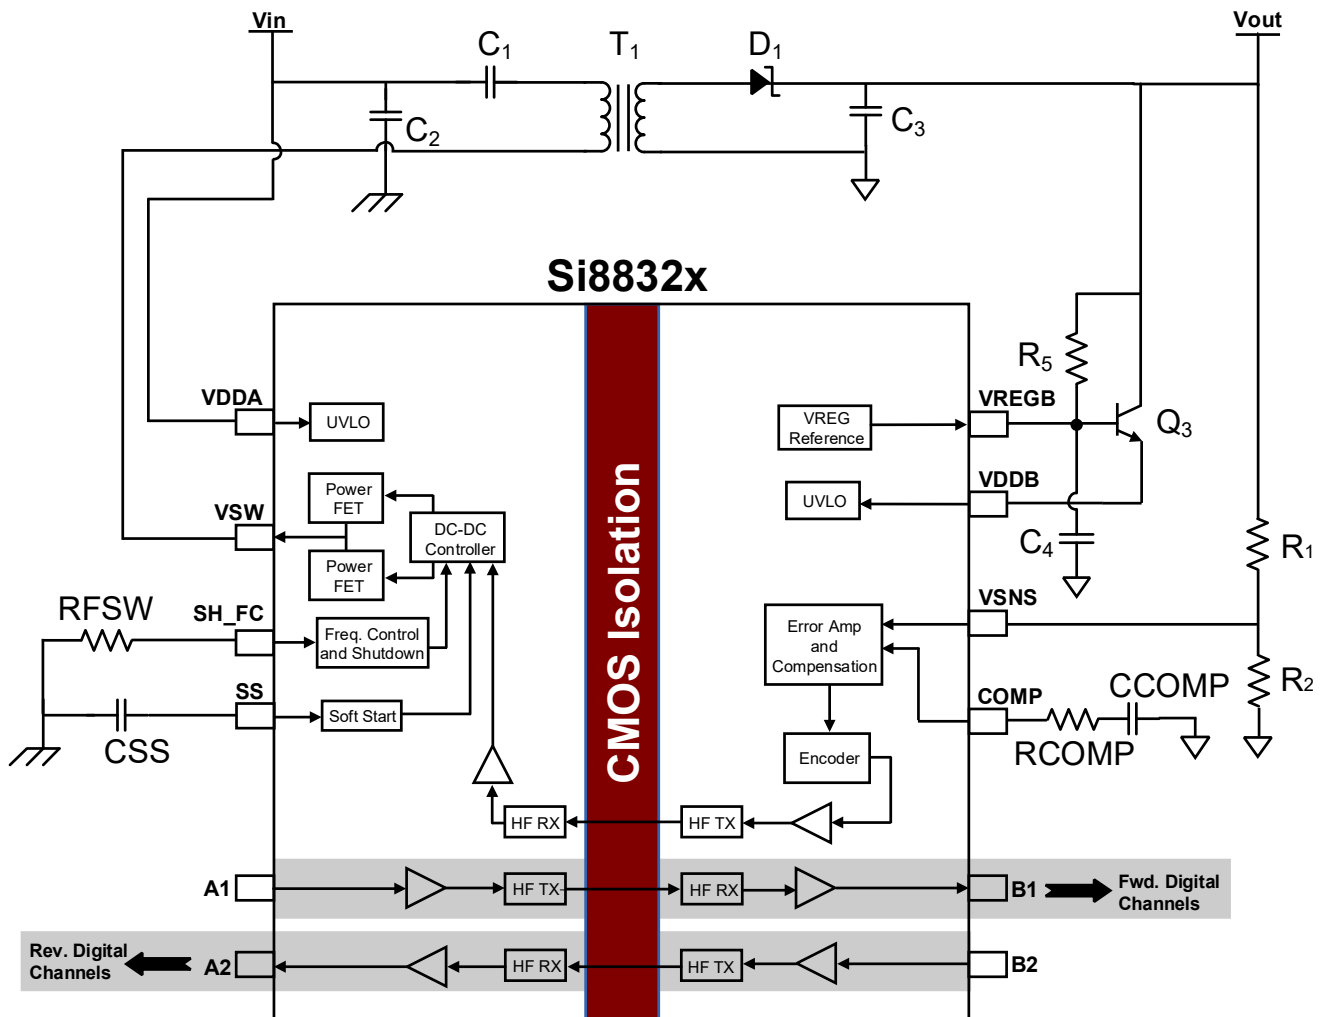 Vin
Vout
C1
T1
D1
C2
C3
Si8832x
R5
VDDA
UVLO
VREG
Reference
VREGB
Q3
Power
FET
VSW
DC-DC
Controller
UVLO
VDDB
C4
R1
Power
FET
RFSW
SH_FC
Freq. Control
and Shutdown
CMOS Isolation
Error Amp
and
Compensation
VSNS
R2
SS
Soft Start
CSS
COMP
CCOMP
RCOMP
Encoder
HF RX
HF TX
A1
HF TX
HF RX
B1
Fwd. Digital
Channels
Rev. Digital
Channels
A2
HF RX
HF TX
B2